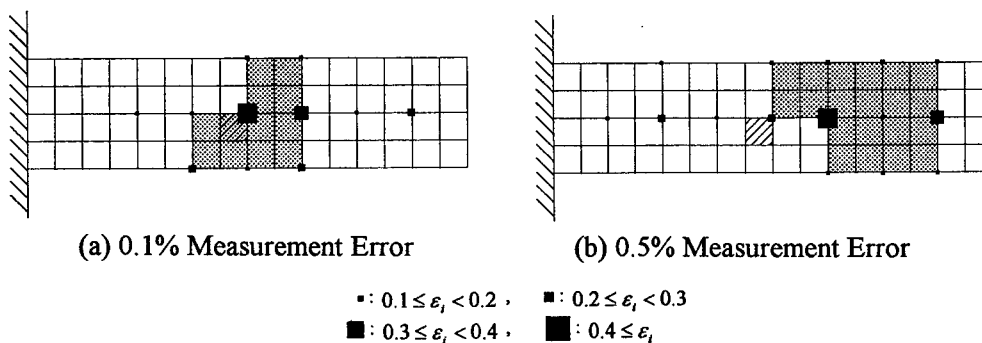 (a) 0.1% Measurement Error
(b) 0.5% Measurement Error
▪: 0.1 ≤ εᵢ < 0.2 , ▪: 0.2 ≤ εᵢ < 0.3
■: 0.3 ≤ εᵢ < 0.4, ■: 0.4 ≤ εᵢ